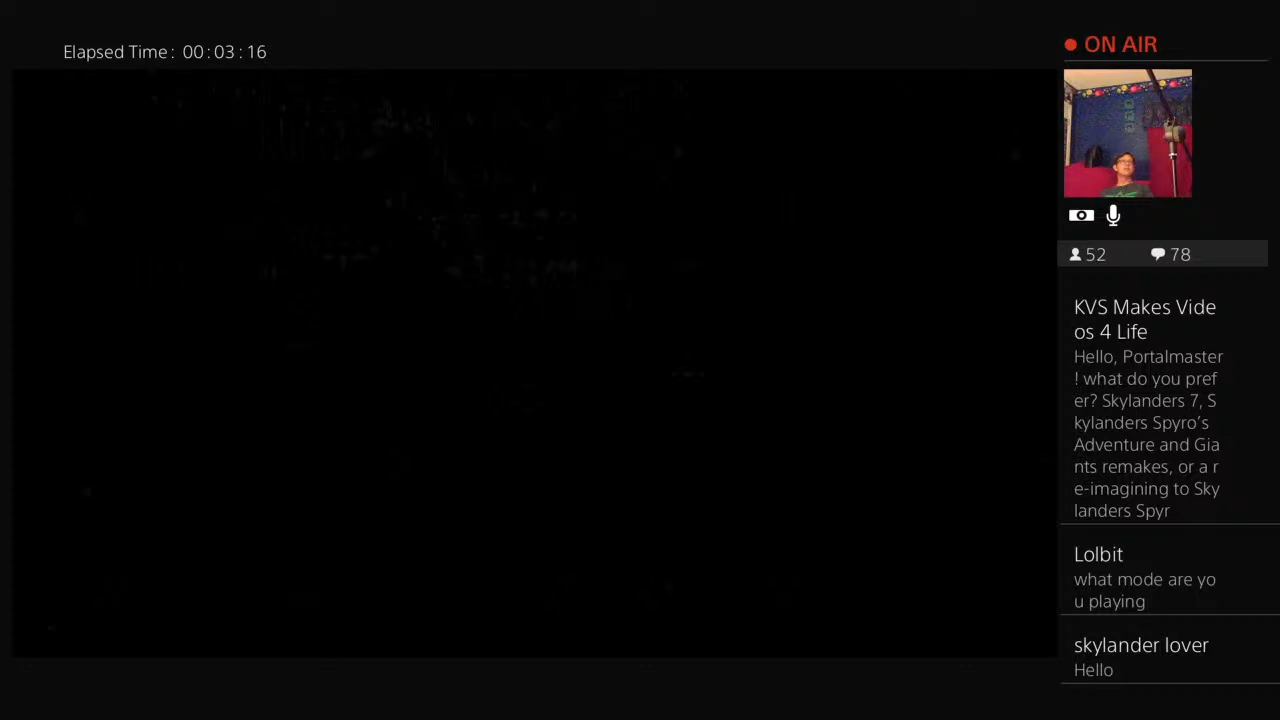 Elapsed Time: 00:03:16
ON AIR
52 78
KVS Makes Vide
os 4 Life
Hello, Portalmaster
! what do you pref
er? Skylanders 7, S
kylanders Spyro's
Adventure and Gia
nts remakes, or a r
e-imagining to Sky
landers Spyr
Lolbit
what mode are yo
u playing
skylander lover
Hello